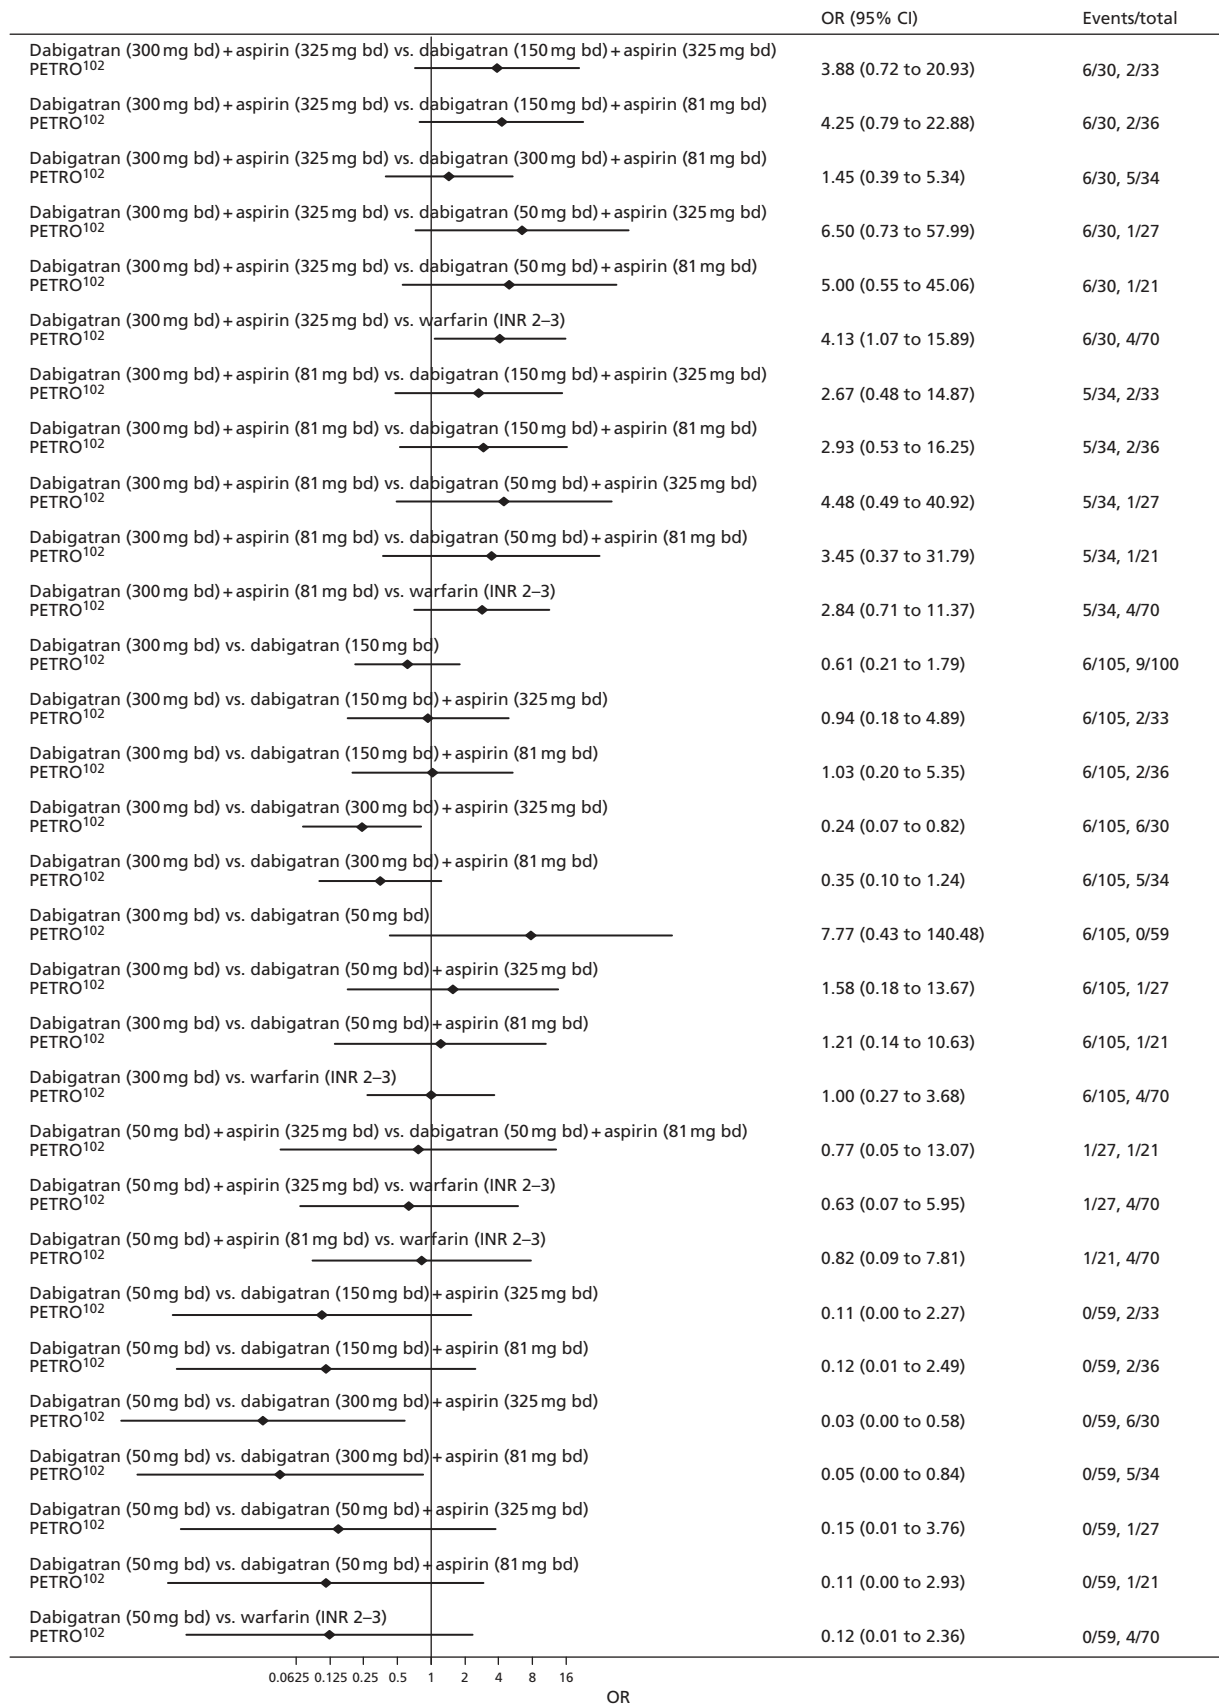 OR (95% CI) Events/total
Dabigatran (300 mg bd) + aspirin (325 mg bd) vs. dabigatran (150 mg bd) + aspirin (325 mg bd)
PETRO102 3.88 (0.72 to 20.93) 6/30, 2/33
Dabigatran (300 mg bd) + aspirin (325 mg bd) vs. dabigatran (150 mg bd) + aspirin (81 mg bd)
PETRO102 4.25 (0.79 to 22.88) 6/30, 2/36
Dabigatran (300 mg bd) + aspirin (325 mg bd) vs. dabigatran (300 mg bd) + aspirin (81 mg bd)
PETRO102 1.45 (0.39 to 5.34) 6/30, 5/34
Dabigatran (300 mg bd) + aspirin (325 mg bd) vs. dabigatran (50 mg bd) + aspirin (325 mg bd)
PETRO102 6.50 (0.73 to 57.99) 6/30, 1/27
Dabigatran (300 mg bd) + aspirin (325 mg bd) vs. dabigatran (50 mg bd) + aspirin (81 mg bd)
PETRO102 5.00 (0.55 to 45.06) 6/30, 1/21
Dabigatran (300 mg bd) + aspirin (325 mg bd) vs. warfarin (INR 2–3)
PETRO102 4.13 (1.07 to 15.89) 6/30, 4/70
Dabigatran (300 mg bd) + aspirin (81 mg bd) vs. dabigatran (150 mg bd) + aspirin (325 mg bd)
PETRO102 2.67 (0.48 to 14.87) 5/34, 2/33
Dabigatran (300 mg bd) + aspirin (81 mg bd) vs. dabigatran (150 mg bd) + aspirin (81 mg bd)
PETRO102 2.93 (0.53 to 16.25) 5/34, 2/36
Dabigatran (300 mg bd) + aspirin (81 mg bd) vs. dabigatran (50 mg bd) + aspirin (325 mg bd)
PETRO102 4.48 (0.49 to 40.92) 5/34, 1/27
Dabigatran (300 mg bd) + aspirin (81 mg bd) vs. dabigatran (50 mg bd) + aspirin (81 mg bd)
PETRO102 3.45 (0.37 to 31.79) 5/34, 1/21
Dabigatran (300 mg bd) + aspirin (81 mg bd) vs. warfarin (INR 2–3)
PETRO102 2.84 (0.71 to 11.37) 5/34, 4/70
Dabigatran (300 mg bd) vs. dabigatran (150 mg bd)
PETRO102 0.61 (0.21 to 1.79) 6/105, 9/100
Dabigatran (300 mg bd) vs. dabigatran (150 mg bd) + aspirin (325 mg bd)
PETRO102 0.94 (0.18 to 4.89) 6/105, 2/33
Dabigatran (300 mg bd) vs. dabigatran (150 mg bd) + aspirin (81 mg bd)
PETRO102 1.03 (0.20 to 5.35) 6/105, 2/36
Dabigatran (300 mg bd) vs. dabigatran (300 mg bd) + aspirin (325 mg bd)
PETRO102 0.24 (0.07 to 0.82) 6/105, 6/30
Dabigatran (300 mg bd) vs. dabigatran (300 mg bd) + aspirin (81 mg bd)
PETRO102 0.35 (0.10 to 1.24) 6/105, 5/34
Dabigatran (300 mg bd) vs. dabigatran (50 mg bd)
PETRO102 7.77 (0.43 to 140.48) 6/105, 0/59
Dabigatran (300 mg bd) vs. dabigatran (50 mg bd) + aspirin (325 mg bd)
PETRO102 1.58 (0.18 to 13.67) 6/105, 1/27
Dabigatran (300 mg bd) vs. dabigatran (50 mg bd) + aspirin (81 mg bd)
PETRO102 1.21 (0.14 to 10.63) 6/105, 1/21
Dabigatran (300 mg bd) vs. warfarin (INR 2–3)
PETRO102 1.00 (0.27 to 3.68) 6/105, 4/70
Dabigatran (50 mg bd) + aspirin (325 mg bd) vs. dabigatran (50 mg bd) + aspirin (81 mg bd)
PETRO102 0.77 (0.05 to 13.07) 1/27, 1/21
Dabigatran (50 mg bd) + aspirin (325 mg bd) vs. warfarin (INR 2–3)
PETRO102 0.63 (0.07 to 5.95) 1/27, 4/70
Dabigatran (50 mg bd) + aspirin (81 mg bd) vs. warfarin (INR 2–3)
PETRO102 0.82 (0.09 to 7.81) 1/21, 4/70
Dabigatran (50 mg bd) vs. dabigatran (150 mg bd) + aspirin (325 mg bd)
PETRO102 0.11 (0.00 to 2.27) 0/59, 2/33
Dabigatran (50 mg bd) vs. dabigatran (150 mg bd) + aspirin (81 mg bd)
PETRO102 0.12 (0.01 to 2.49) 0/59, 2/36
Dabigatran (50 mg bd) vs. dabigatran (300 mg bd) + aspirin (325 mg bd)
PETRO102 0.03 (0.00 to 0.58) 0/59, 6/30
Dabigatran (50 mg bd) vs. dabigatran (300 mg bd) + aspirin (81 mg bd)
PETRO102 0.05 (0.00 to 0.84) 0/59, 5/34
Dabigatran (50 mg bd) vs. dabigatran (50 mg bd) + aspirin (325 mg bd)
PETRO102 0.15 (0.01 to 3.76) 0/59, 1/27
Dabigatran (50 mg bd) vs. dabigatran (50 mg bd) + aspirin (81 mg bd)
PETRO102 0.11 (0.00 to 2.93) 0/59, 1/21
Dabigatran (50 mg bd) vs. warfarin (INR 2–3)
PETRO102 0.12 (0.01 to 2.36) 0/59, 4/70
0.0625 0.125 0.25 0.5 1 2 4 8 16
OR